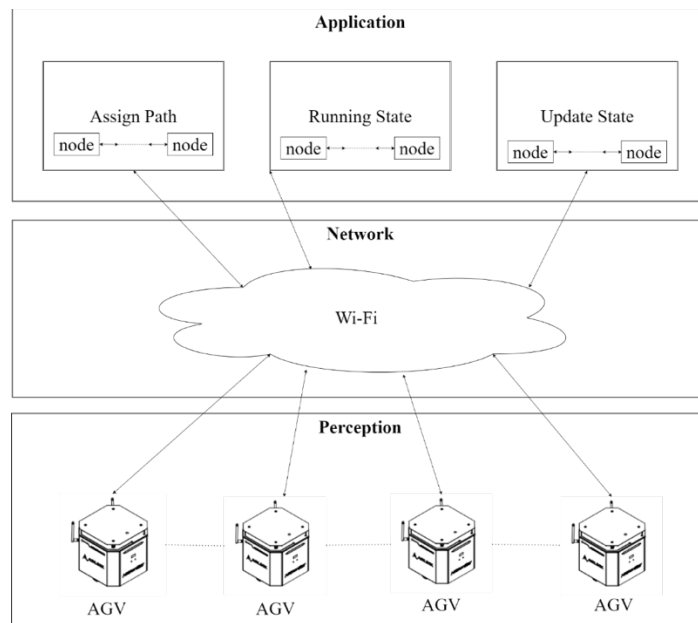 Application
Assign Path
node node
Running State
node node
Update State
node node
Network
Wi-Fi
Perception
AGV AGV AGV AGV